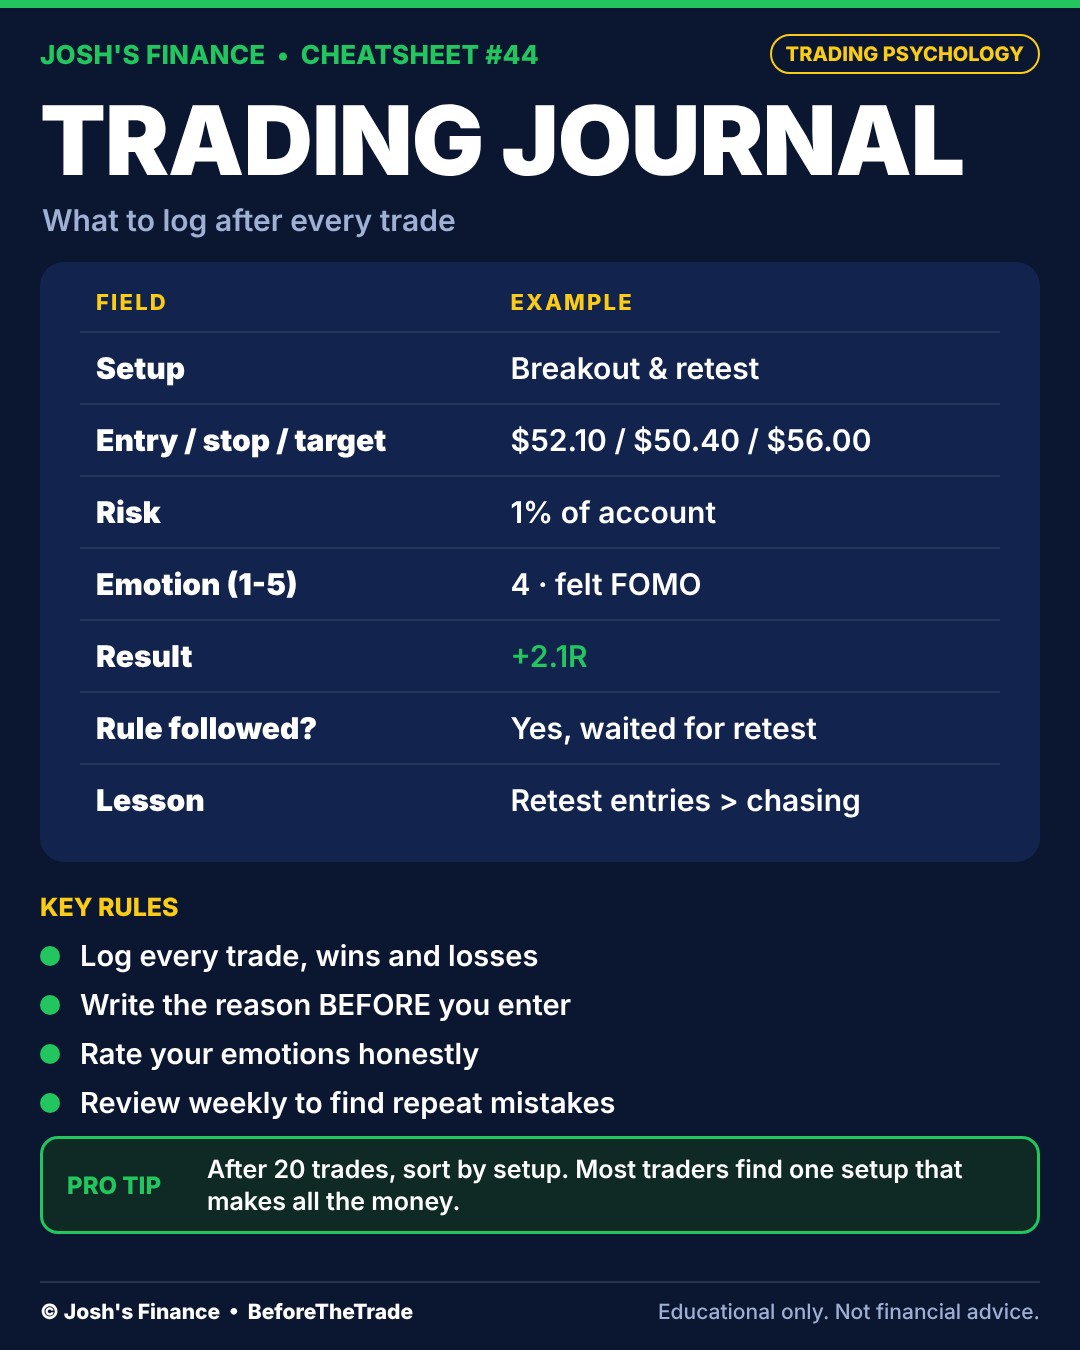 JOSH'S FINANCE • CHEATSHEET #44
TRADING PSYCHOLOGY
TRADING JOURNAL
What to log after every trade
FIELD EXAMPLE
Setup Breakout & retest
Entry / stop / target $52.10 / $50.40 / $56.00
Risk 1% of account
Emotion (1-5) 4 · felt FOMO
Result +2.1R
Rule followed? Yes, waited for retest
Lesson Retest entries > chasing
KEY RULES
Log every trade, wins and losses
Write the reason BEFORE you enter
Rate your emotions honestly
Review weekly to find repeat mistakes
PRO TIP
After 20 trades, sort by setup. Most traders find one setup that
makes all the money.
© Josh's Finance • BeforeTheTrade
Educational only. Not financial advice.